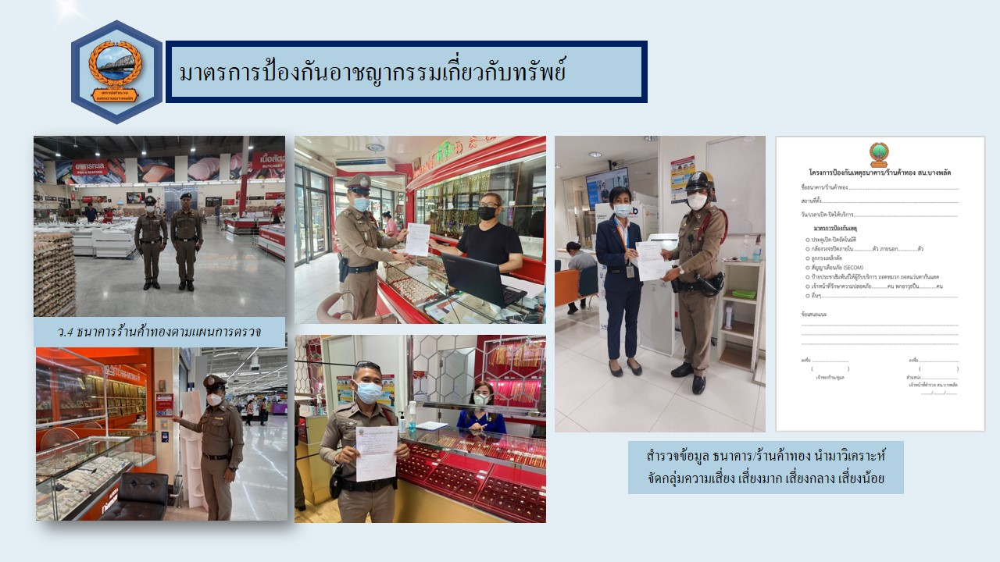 มาตรการป้องกันอาชญากรรมเกี่ยวกับทรัพย์
สถานีตำรวจ
นครบาลบางพลัด
อาหารทะเล
FISH & SEAFOOD
เนื้อสัตว์
BUTCHERY
ว.4 ธนาคารร้านค้าทองตามแผนการตรวจ
โครงการป้องกันเหตุธนาคาร/ร้านค้าทอง สน.บางพลัด
ชื่อธนาคาร/ร้านค้าทอง
สถานที่ตั้ง
วัน/เวลาเปิด-ปิดให้บริการ
มาตรการป้องกันเหตุ
ประตูเปิด-ปิดอัตโนมัติ
กล้องวงจรปิดภายใน.............ตัว ภายนอก.............ตัว
ลูกกรงเหล็กดัด
สัญญาเตือนภัย (SECOM)
ป้ายประชาสัมพันธ์ให้ผู้รับบริการ ถอดหมวก ถอดแว่นตากันแดด
เจ้าหน้าที่รักษาความปลอดภัย...........คน พกอาวุธปืน............คน
อื่นๆ
ข้อเสนอแนะ
ลงชื่อ ........................... ลงชื่อ...........................
( ) ( )
เจ้าของร้าน/ผู้แล ตำแหน่ง...........................
เจ้าหน้าที่ตำรวจ สน.บางพลัด
......../........../.........
สำรวจข้อมูล ธนาคาร/ร้านค้าทอง นำมาวิเคราะห์
จัดกลุ่มความเสี่ยง เสี่ยงมาก เสี่ยงกลาง เสี่ยงน้อย